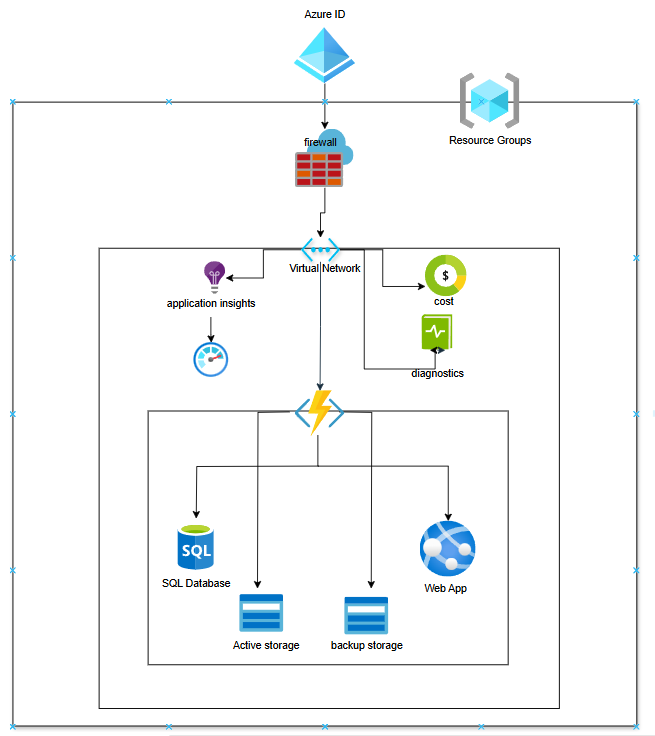 Azure ID
Resource Groups
firewall
Virtual Network
application insights
$
cost
diagnostics
SQL
SQL Database
Web App
Active storage
backup storage